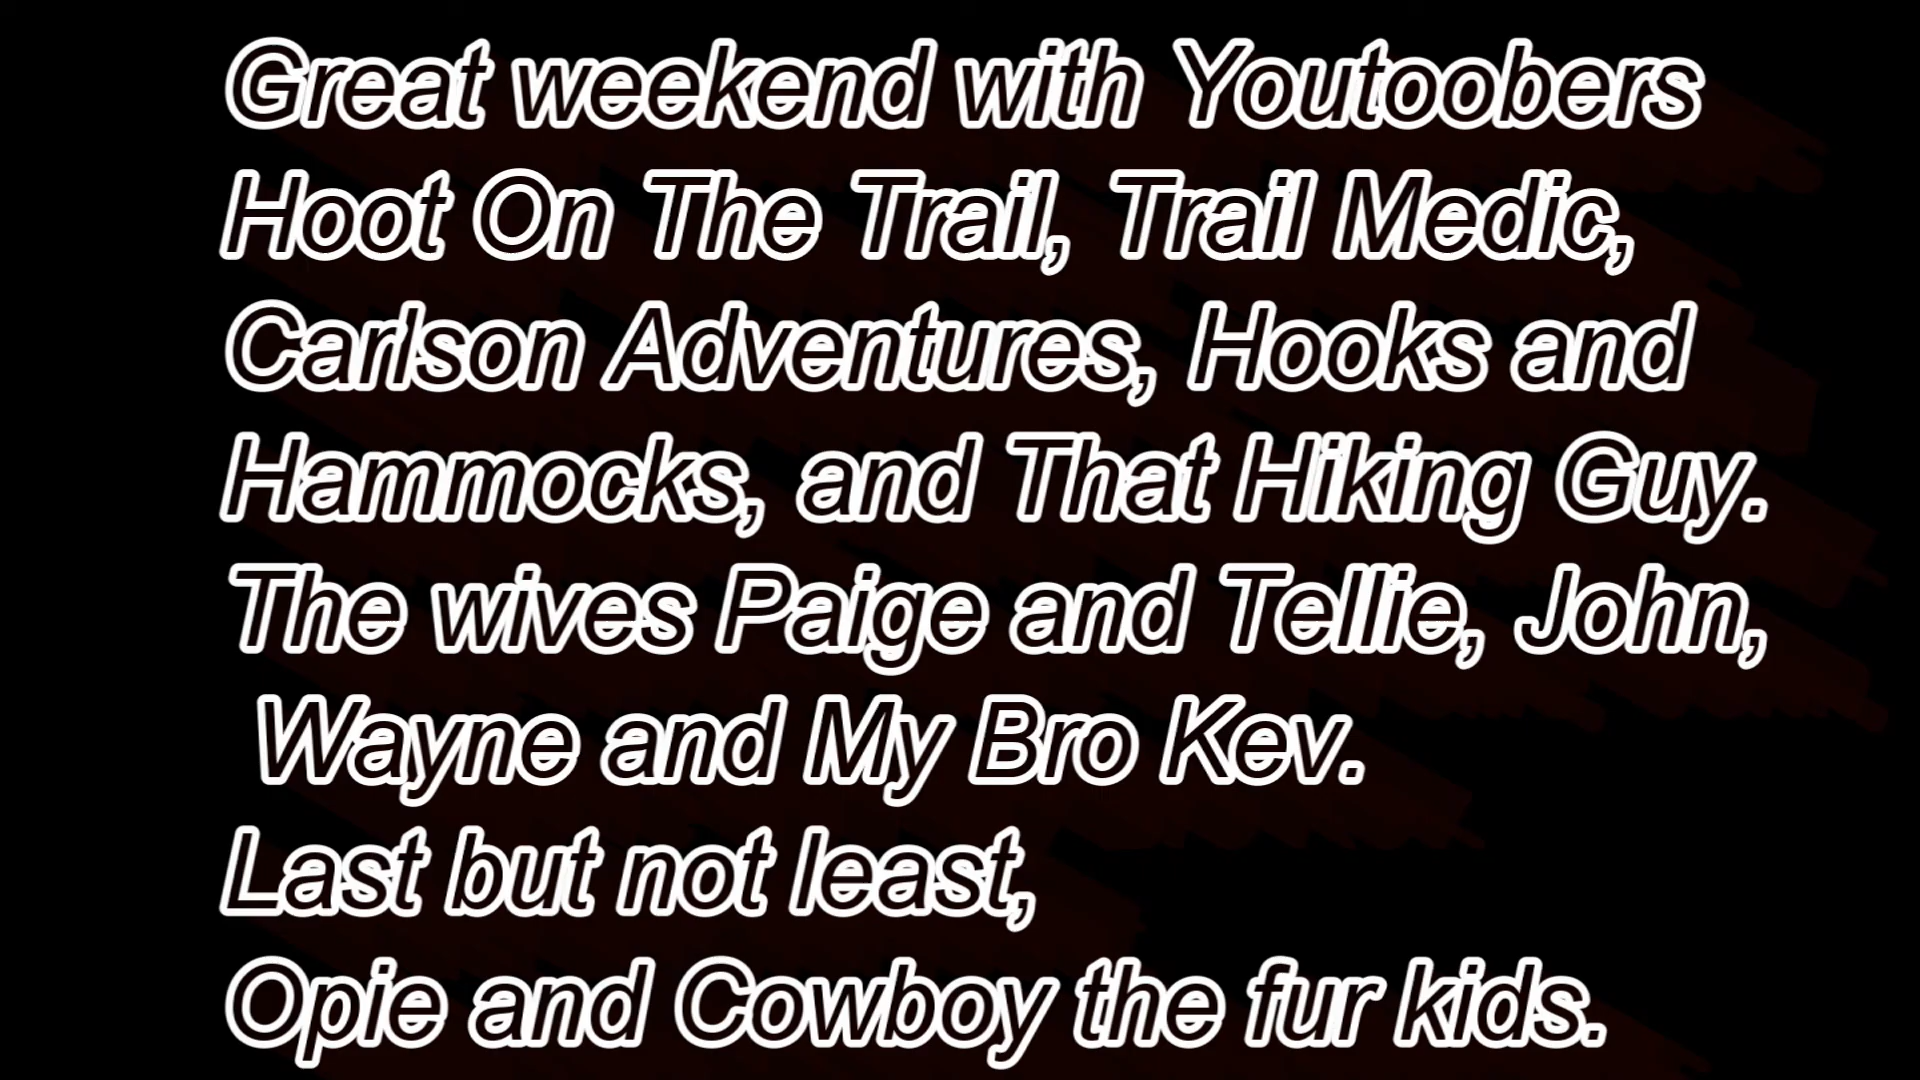 Great weekend with Youtoobers
Hoot On The Trail, Trail Medic,
Carlson Adventures, Hooks and
Hammocks, and That Hiking Guy.
The wives Paige and Tellie, John,
Wayne and My Bro Kev.
Last but not least,
Opie and Cowboy the fur kids.